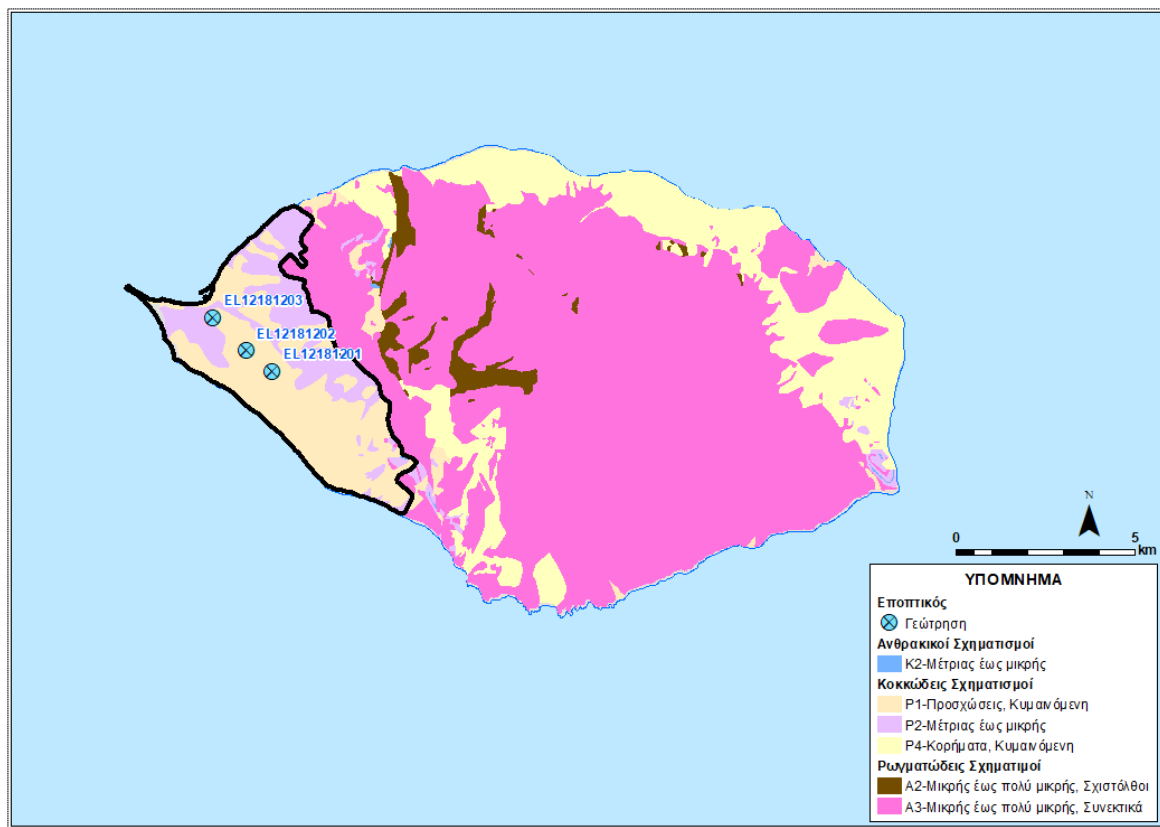 EL12181203
EL12181202
EL12181201
N
0 5
km
ΥΠΟΜΝΗΜΑ
Εποπτικός
Γεώτρηση
Ανθρακικοί Σχηματισμοί
Κ2-Μέτριας έως μικρής
Κοκκώδεις Σχηματισμοί
Ρ1-Προσχώσεις, Κυμαινόμενη
Ρ2-Μέτριας έως μικρής
Ρ4-Κορήματα, Κυμαινόμενη
Ρωγματώδεις Σχηματιμοί
Α2-Μικρής έως πολύ μικρής, Σχιστόλθοι
Α3-Μικρής έως πολύ μικρής, Συνεκτικά